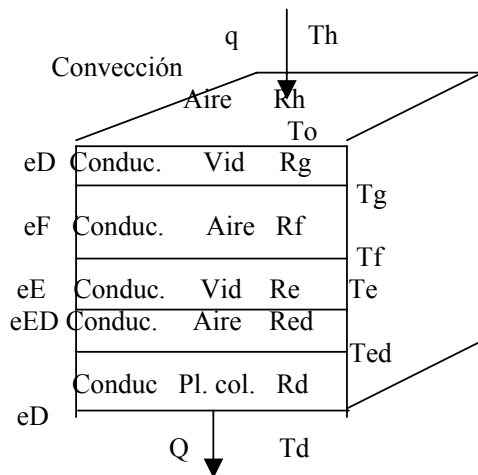 q Th
Convección
Aire Rh
To
eD Conduc. Vid Rg
Tg
eF Conduc. Aire Rf
Tf
eE Conduc. Vid Re Te
eED Conduc. Aire Red
Ted
Conduc Pl. col. Rd
eD
Q Td